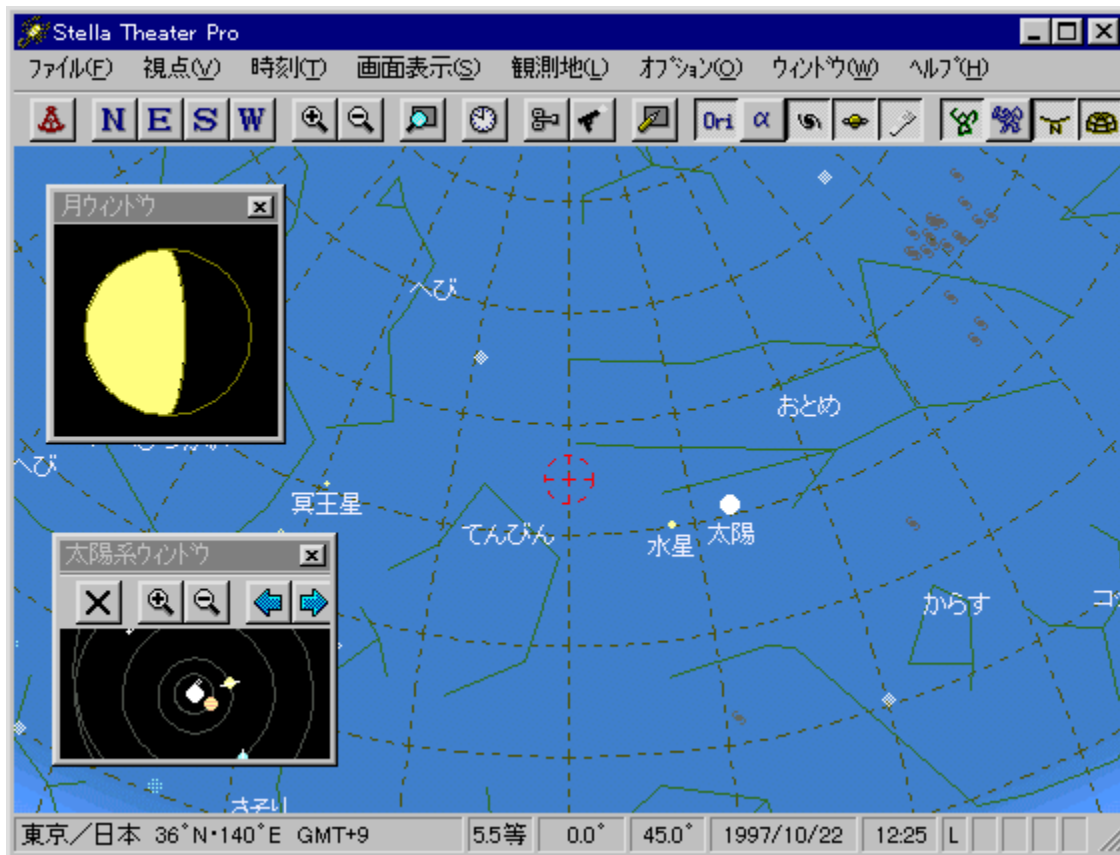 Stella Theater Pro
ファイル(F) 視点(V) 時刻(T) 画面表示(S) 観測地(L) オプション(O) ウィンドウ(W) ヘルプ(H)
N E S W Ori α N
月ウィンドウ
へび
おとめ
へび
冥王星
てんびん
水星
太陽
太陽系ウィンドウ
からす
さそり
東京／日本 36°N・140°E GMT+9 5.5等 0.0° 45.0° 1997/10/22 12:25 L